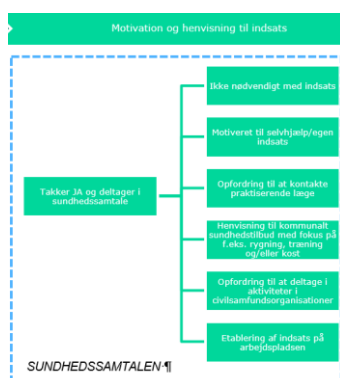 Motivation og henvisning til indsats
Ikke nødvendigt med indsats
Motiveret til selvhjælp/egen
indsats
Takker JA og deltager i
sundhedssamtale
Opfordring til at kontakte
praktiserende læge
Henvisning til kommunalt
sundhedstilbud med fokus på
f.eks. rygning, træning
og/eller kost
Opfordring til at deltage i
aktiviteter i
civilsamfundsorganisationer
Etablering af indsats på
arbejdspladsen
SUNDHEDSSAMTALEN·¶